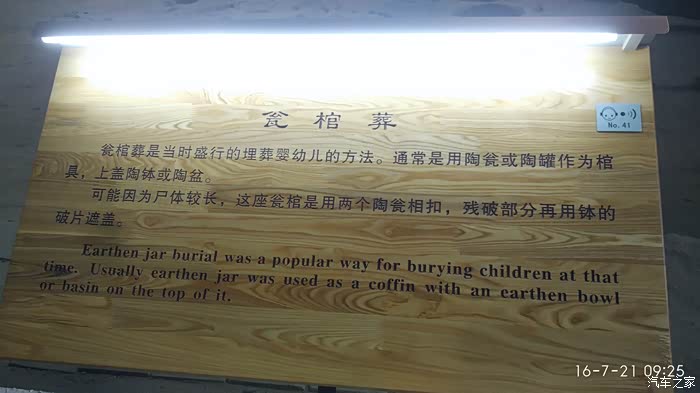 瓮棺葬
No. 41
瓮棺葬是当时盛行的埋葬婴幼儿的方法。通常是用陶瓮或陶罐作为棺
具，上盖陶钵或陶盆。
可能因为尸体较长，这座瓮棺是用两个陶瓮相扣，残破部分再用钵的
破片遮盖。
Earthen jar burial was a popular way for burying children at that
time. Usually earthen jar was used as a coffin with an earthen bowl
or basin on the top of it.
16-7-21 09:25
汽车之家